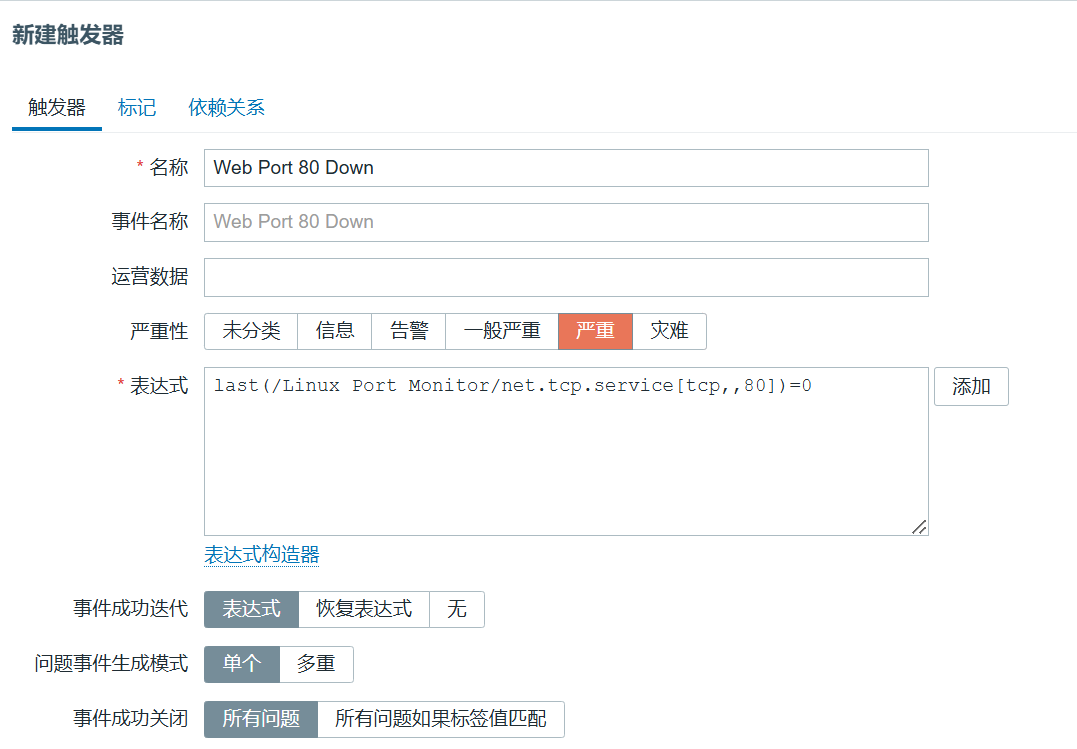 新建触发器
触发器 标记 依赖关系
* 名称 Web Port 80 Down
事件名称 Web Port 80 Down
运营数据
严重性 未分类 信息 告警 一般严重 严重 灾难
* 表达式 last(/Linux Port Monitor/net.tcp.service[tcp,,80])=0 添加
表达式构造器
事件成功迭代 表达式 恢复表达式 无
问题事件生成模式 单个 多重
事件成功关闭 所有问题 所有问题如果标签值匹配